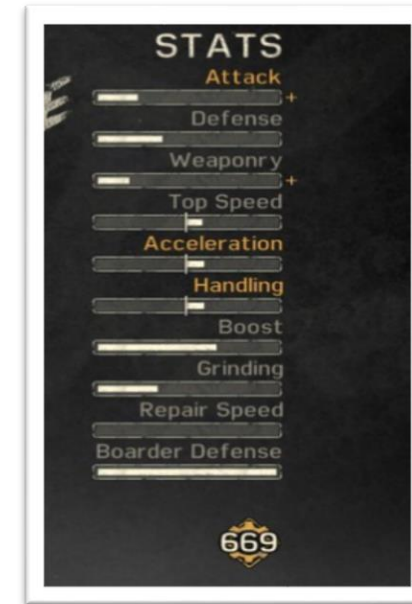 STATS
Attack
+
Defense
Weaponry
+
Top Speed
Acceleration
Handling
Boost
Grinding
Repair Speed
Boarder Defense
669